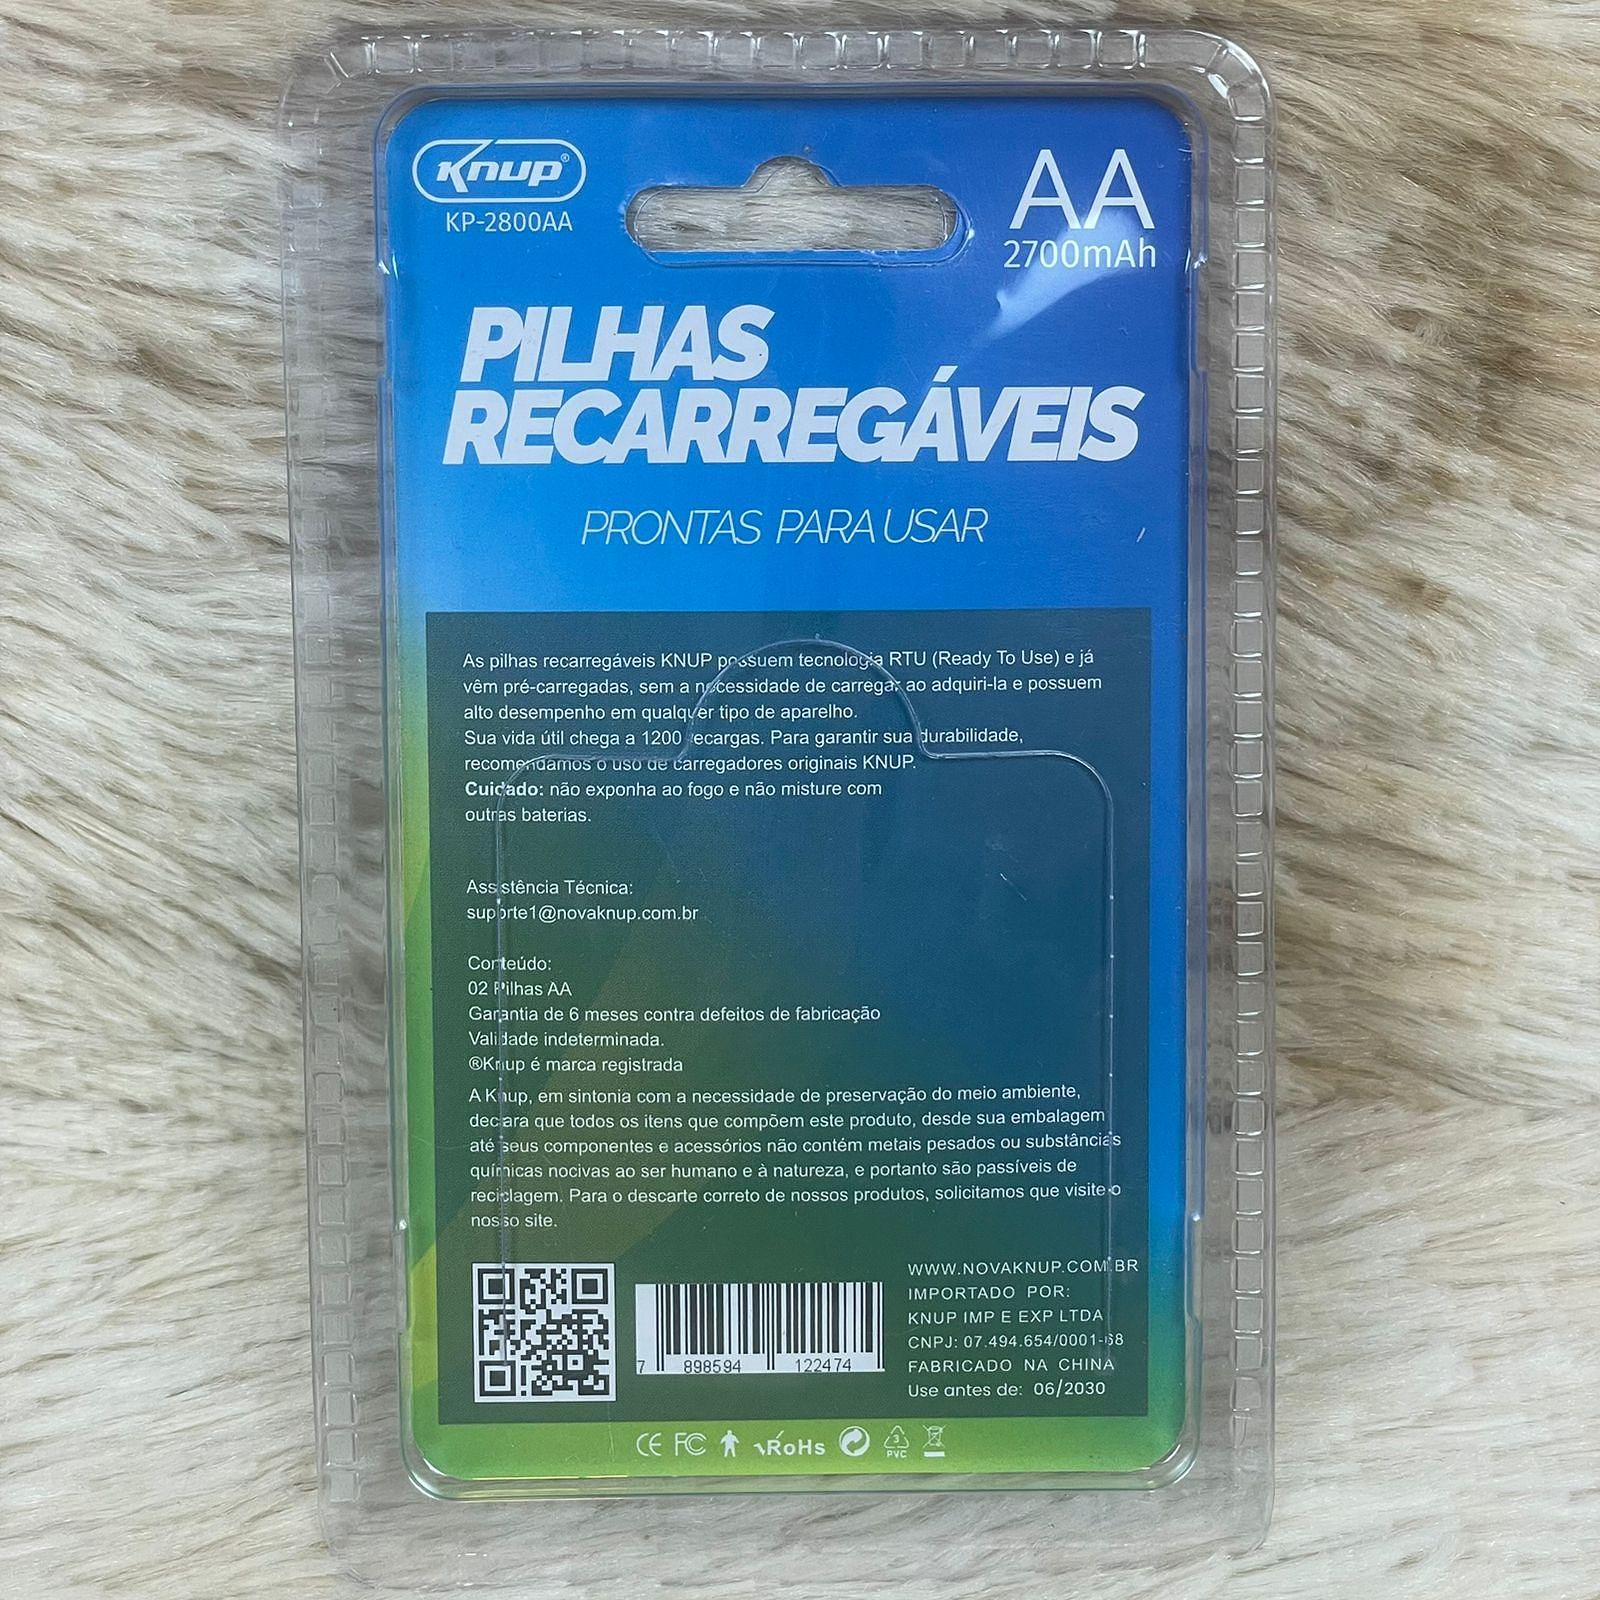 Knup®
KP-2800AA
AA
2700mAh
PILHAS
RECARREGÁVEIS
PRONTAS PARA USAR
As pilhas recarregáveis KNUP possuem tecnologia RTU (Ready To Use) e já
vêm pré-carregadas, sem a necessidade de carregar ao adquiri-la e possuem
alto desempenho em qualquer tipo de aparelho.
Sua vida útil chega a 1200 recargas. Para garantir sua durabilidade,
recomendamos o uso de carregadores originais KNUP.
Cuidado: não exponha ao fogo e não misture com
outras baterias.
Assistência Técnica:
suporte1@novaknup.com.br
Conteúdo:
02 Pilhas AA
Garantia de 6 meses contra defeitos de fabricação
Validade indeterminada.
®Knup é marca registrada
A Knup, em sintonia com a necessidade de preservação do meio ambiente,
declara que todos os itens que compõem este produto, desde sua embalagem
até seus componentes e acessórios não contém metais pesados ou substâncias
químicas nocivas ao ser humano e à natureza, e portanto são passíveis de
reciclagem. Para o descarte correto de nossos produtos, solicitamos que visite o
nosso site.
7 898594 122474
WWW.NOVAKNUP.COM.BR
IMPORTADO POR:
KNUP IMP E EXP LTDA
CNPJ: 07.494.654/0001-68
FABRICADO NA CHINA
Use antes de: 06/2030
CE FC RoHs 3
PVC